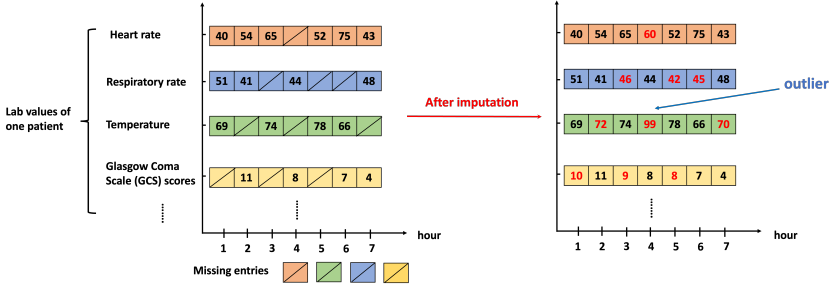 Heart rate
40 54 65 52 75 43
40 54 65 60 52 75 43
Respiratory rate
51 41 44 48
51 41 46 44 42 45 48
outlier
After imputation
Lab values of
one patient
Temperature
69 74 78 66
69 72 74 99 78 66 70
Glasgow Coma
Scale (GCS) scores
11 8 7 4
10 11 9 8 8 7 4
hour
1 2 3 4 5 6 7
hour
1 2 3 4 5 6 7
Missing entries